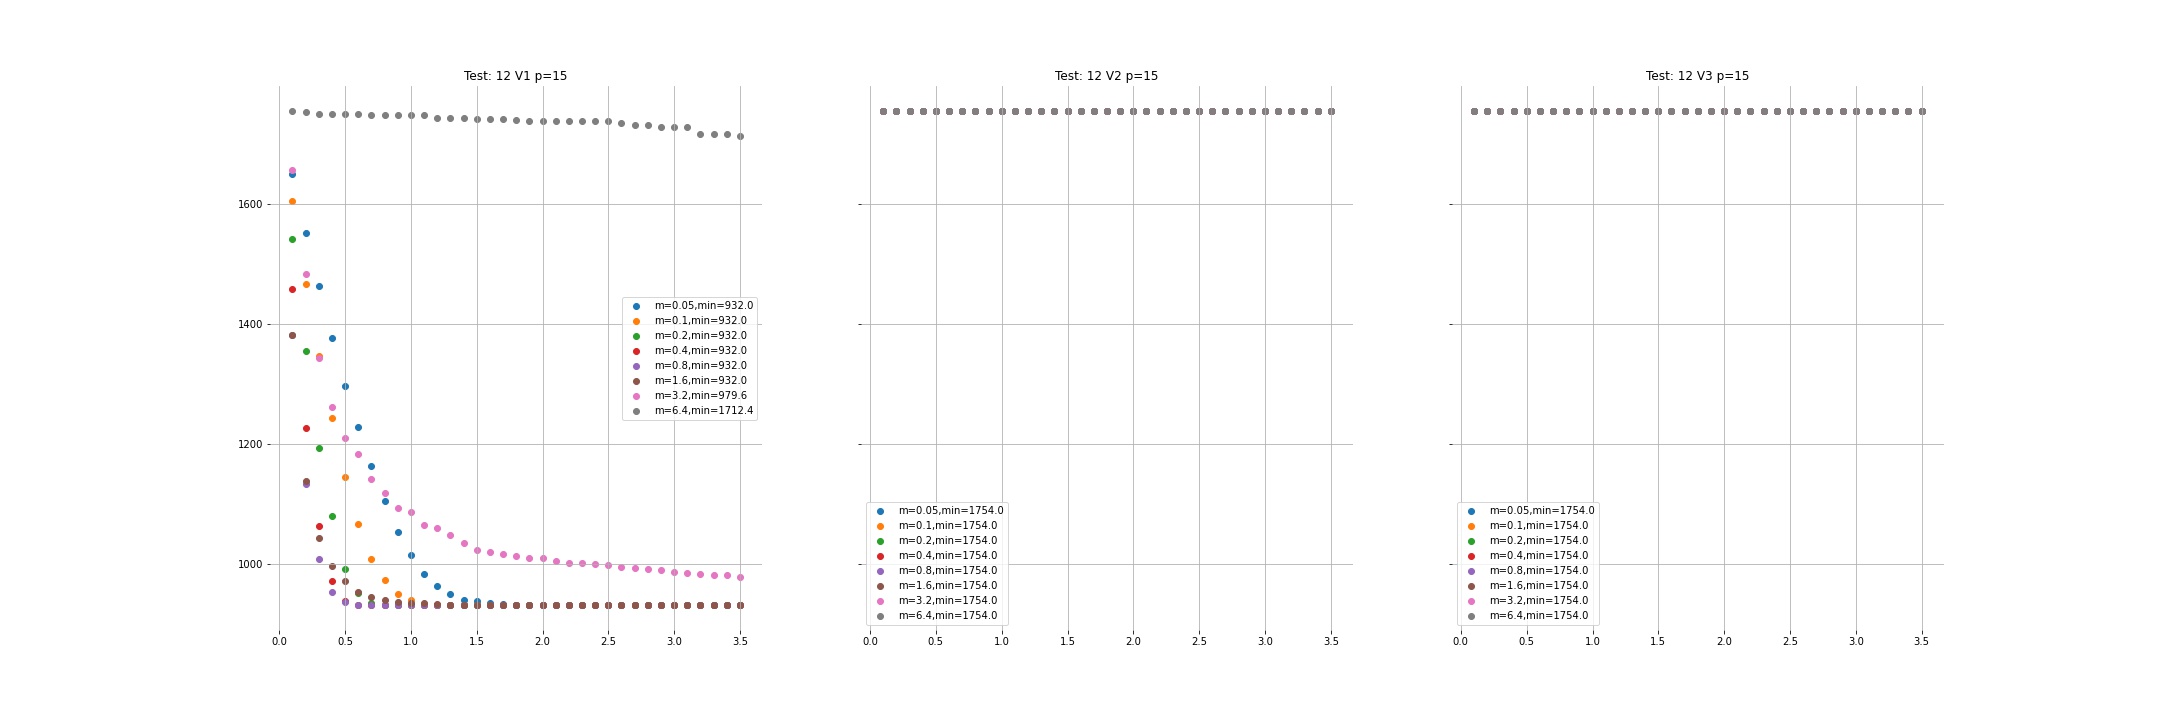 Test: 12 V1 p=15
1600
1400
1200
1000
0.0 0.5 1.0 1.5 2.0 2.5 3.0 3.5
m=0.05,min=932.0
m=0.1,min=932.0
m=0.2,min=932.0
m=0.4,min=932.0
m=0.8,min=932.0
m=1.6,min=932.0
m=3.2,min=979.6
m=6.4,min=1712.4
Test: 12 V2 p=15
m=0.05,min=1754.0
m=0.1,min=1754.0
m=0.2,min=1754.0
m=0.4,min=1754.0
m=0.8,min=1754.0
m=1.6,min=1754.0
m=3.2,min=1754.0
m=6.4,min=1754.0
0.0 0.5 1.0 1.5 2.0 2.5 3.0 3.5
Test: 12 V3 p=15
m=0.05,min=1754.0
m=0.1,min=1754.0
m=0.2,min=1754.0
m=0.4,min=1754.0
m=0.8,min=1754.0
m=1.6,min=1754.0
m=3.2,min=1754.0
m=6.4,min=1754.0
0.0 0.5 1.0 1.5 2.0 2.5 3.0 3.5